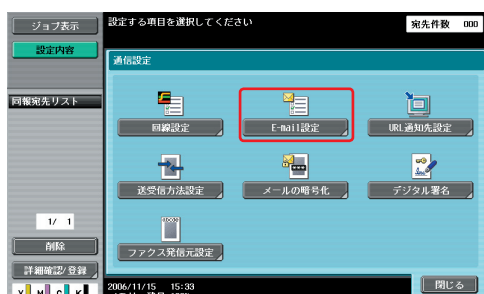 ジョブ表示
設定する項目を選択してください
宛先件数 000
設定内容
通信設定
同報宛先リスト
回線設定
E-mail設定
URL通知先設定
送受信方法設定
メールの暗号化
デジタル署名
1/ 1
ファクス発信元設定
削除
詳細確認/登録
2006/11/15 15:33
閉じる
Y M C K